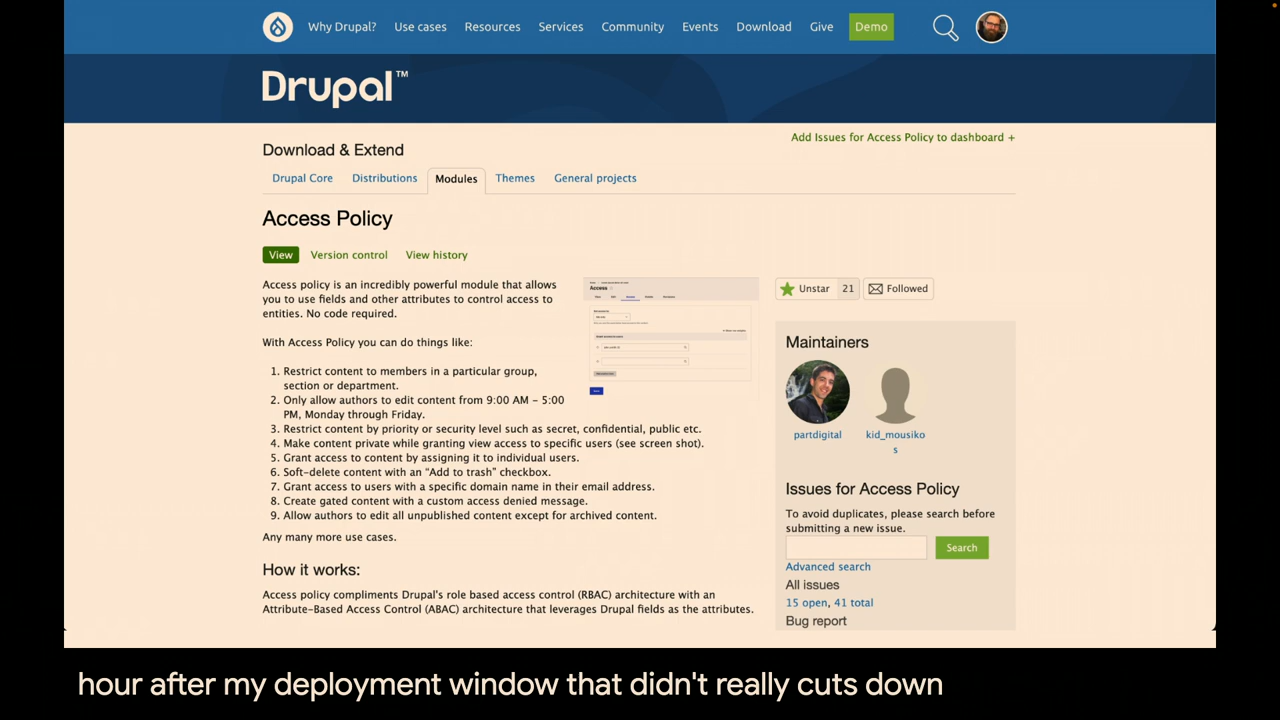 Why Drupal? Use cases Resources Services Community Events Download Give Demo
Drupal™
Add Issues for Access Policy to dashboard +
Download & Extend
Drupal Core Distributions Modules Themes General projects
Access Policy
View Version control View history
Access policy is an incredibly powerful module that allows
you to use fields and other attributes to control access to
entities. No code required.
With Access Policy you can do things like:
1. Restrict content to members in a particular group,
section or department.
2. Only allow authors to edit content from 9:00 AM – 5:00
PM, Monday through Friday.
3. Restrict content by priority or security level such as secret, confidential, public etc.
4. Make content private while granting view access to specific users (see screen shot).
5. Grant access to content by assigning it to individual users.
6. Soft-delete content with an “Add to trash” checkbox.
7. Grant access to users with a specific domain name in their email address.
8. Create gated content with a custom access denied message.
9. Allow authors to edit all unpublished content except for archived content.
Any many more use cases.
How it works:
Access policy compliments Drupal's role based access control (RBAC) architecture with an
Attribute-Based Access Control (ABAC) architecture that leverages Drupal fields as the attributes.
Access
Unstar 21 Followed
Maintainers
partdigital kid_mousiko
s
Issues for Access Policy
To avoid duplicates, please search before
submitting a new issue.
Search
Advanced search
All issues
15 open, 41 total
Bug report
hour after my deployment window that didn't really cuts down